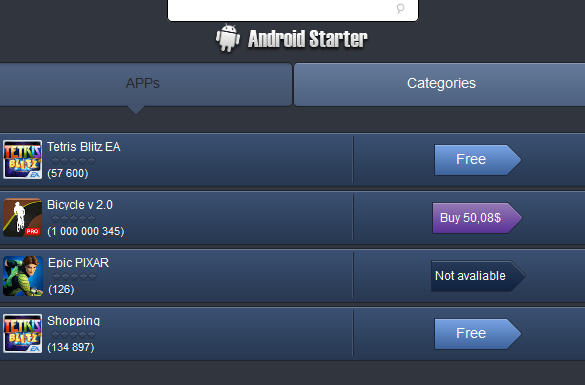 Android Starter
APPs
Categories
Tetris Blitz EA
(57 600)
Free
TETRIS
BLITZ
EA
Bicycle v 2.0
(1 000 000 345)
Buy 50,08$
PRO
Epic PIXAR
(126)
Not avaliable
Shopping
(134 897)
Free
TETRIS
BLITZ
EA